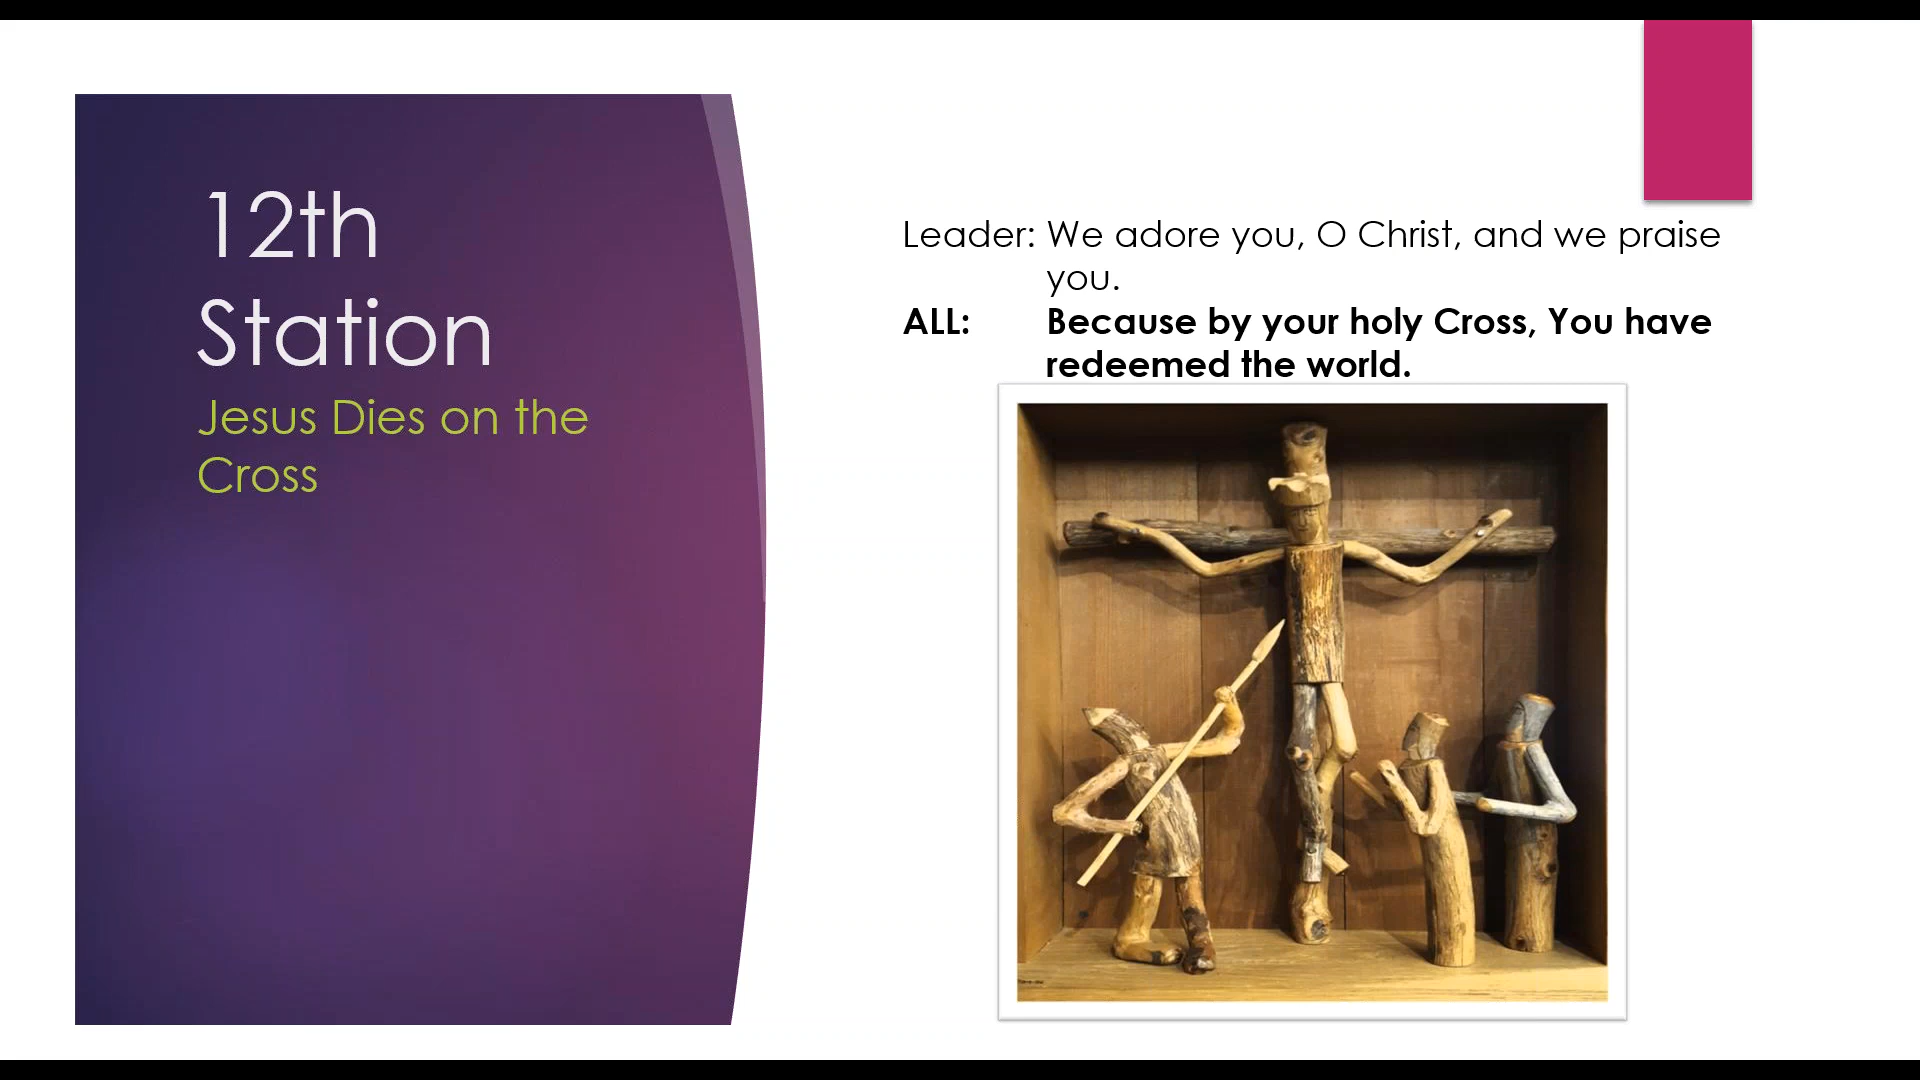 12th
Station
Jesus Dies on the
Cross
Leader: We adore you, O Christ, and we praise
you.
ALL: Because by your holy Cross, You have
redeemed the world.